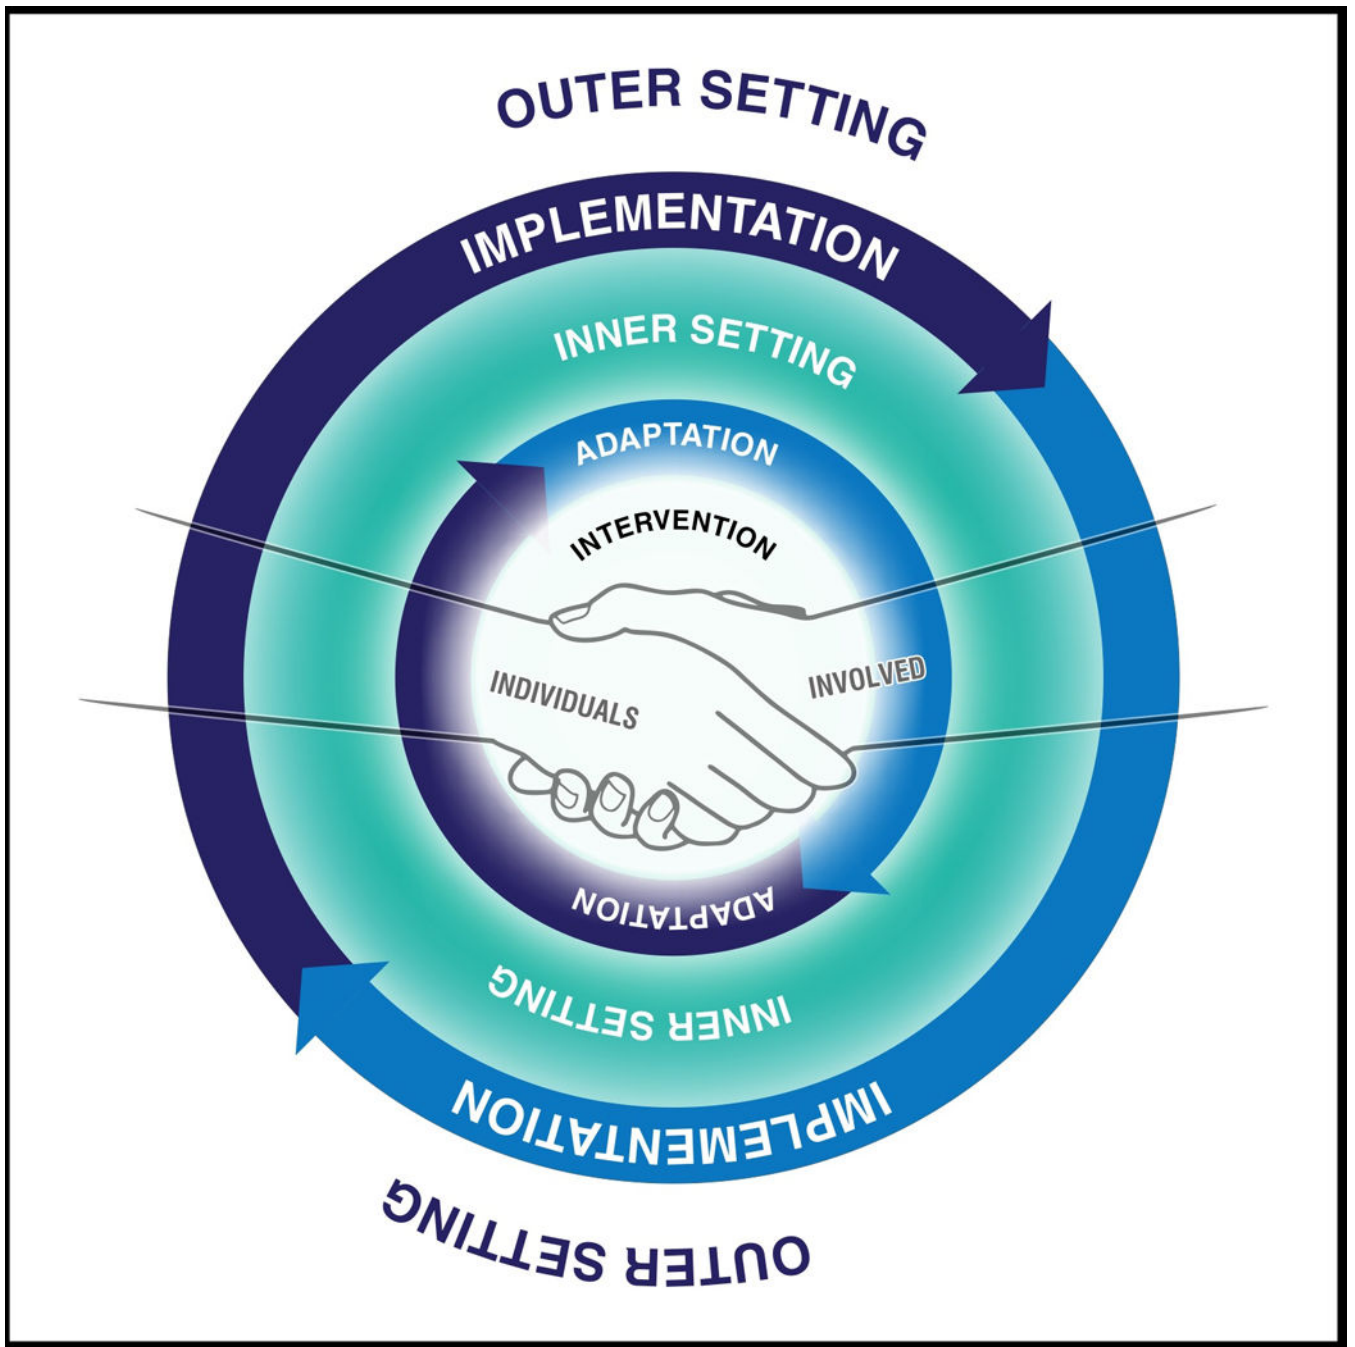 OUTER SETTING
IMPLEMENTATION
INNER SETTING
ADAPTATION
INTERVENTION
INDIVIDUALS
INVOLVED
ADAPTATION
INNER SETTING
IMPLEMENTATION
OUTER SETTING